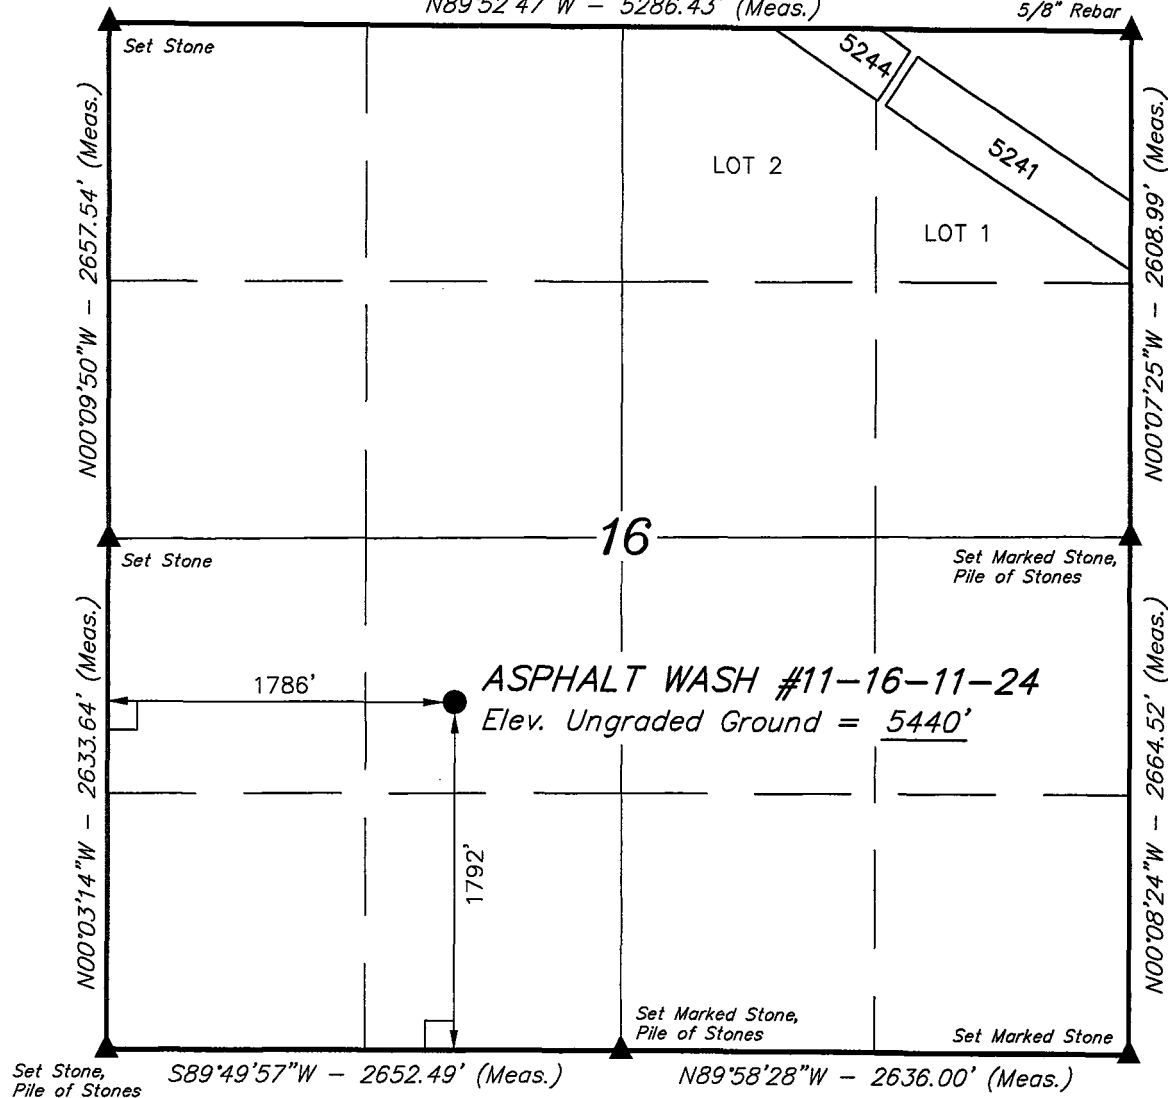 N89°52'47"W – 5286.43' (Meas.)
5/8" Rebar
Set Stone
5244
5241
LOT 2
LOT 1
N00°09'50"W – 2657.54' (Meas.)
N00°07'25"W – 2608.99' (Meas.)
16
Set Stone
Set Marked Stone,
Pile of Stones
1786'
ASPHALT WASH #11-16-11-24
Elev. Ungraded Ground = 5440'
N00°03'14"W – 2633.64' (Meas.)
N00°08'24"W – 2664.52' (Meas.)
1792'
Set Marked Stone,
Pile of Stones
Set Marked Stone
Set Stone,
Pile of Stones
S89°49'57"W – 2652.49' (Meas.)
N89°58'28"W – 2636.00' (Meas.)